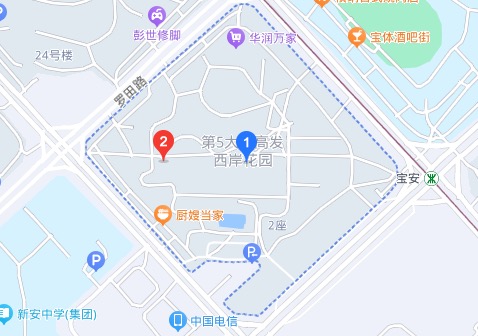 24号楼
彭世修脚
华润万家
宝体酒吧街
罗田路
2
1
第5大
高发
西岸花园
宝安
厨嫂当家
2座
P
P
P
新安中学(集团)
中国电信